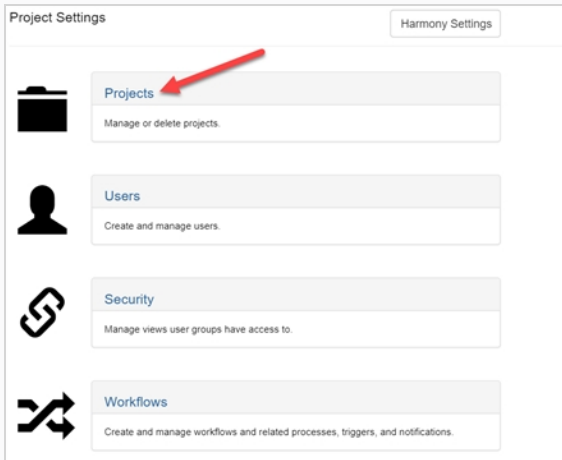 Project Settings
Harmony Settings
Projects
Manage or delete projects.
Users
Create and manage users.
Security
Manage views user groups have access to.
Workflows
Create and manage workflows and related processes, triggers, and notifications.